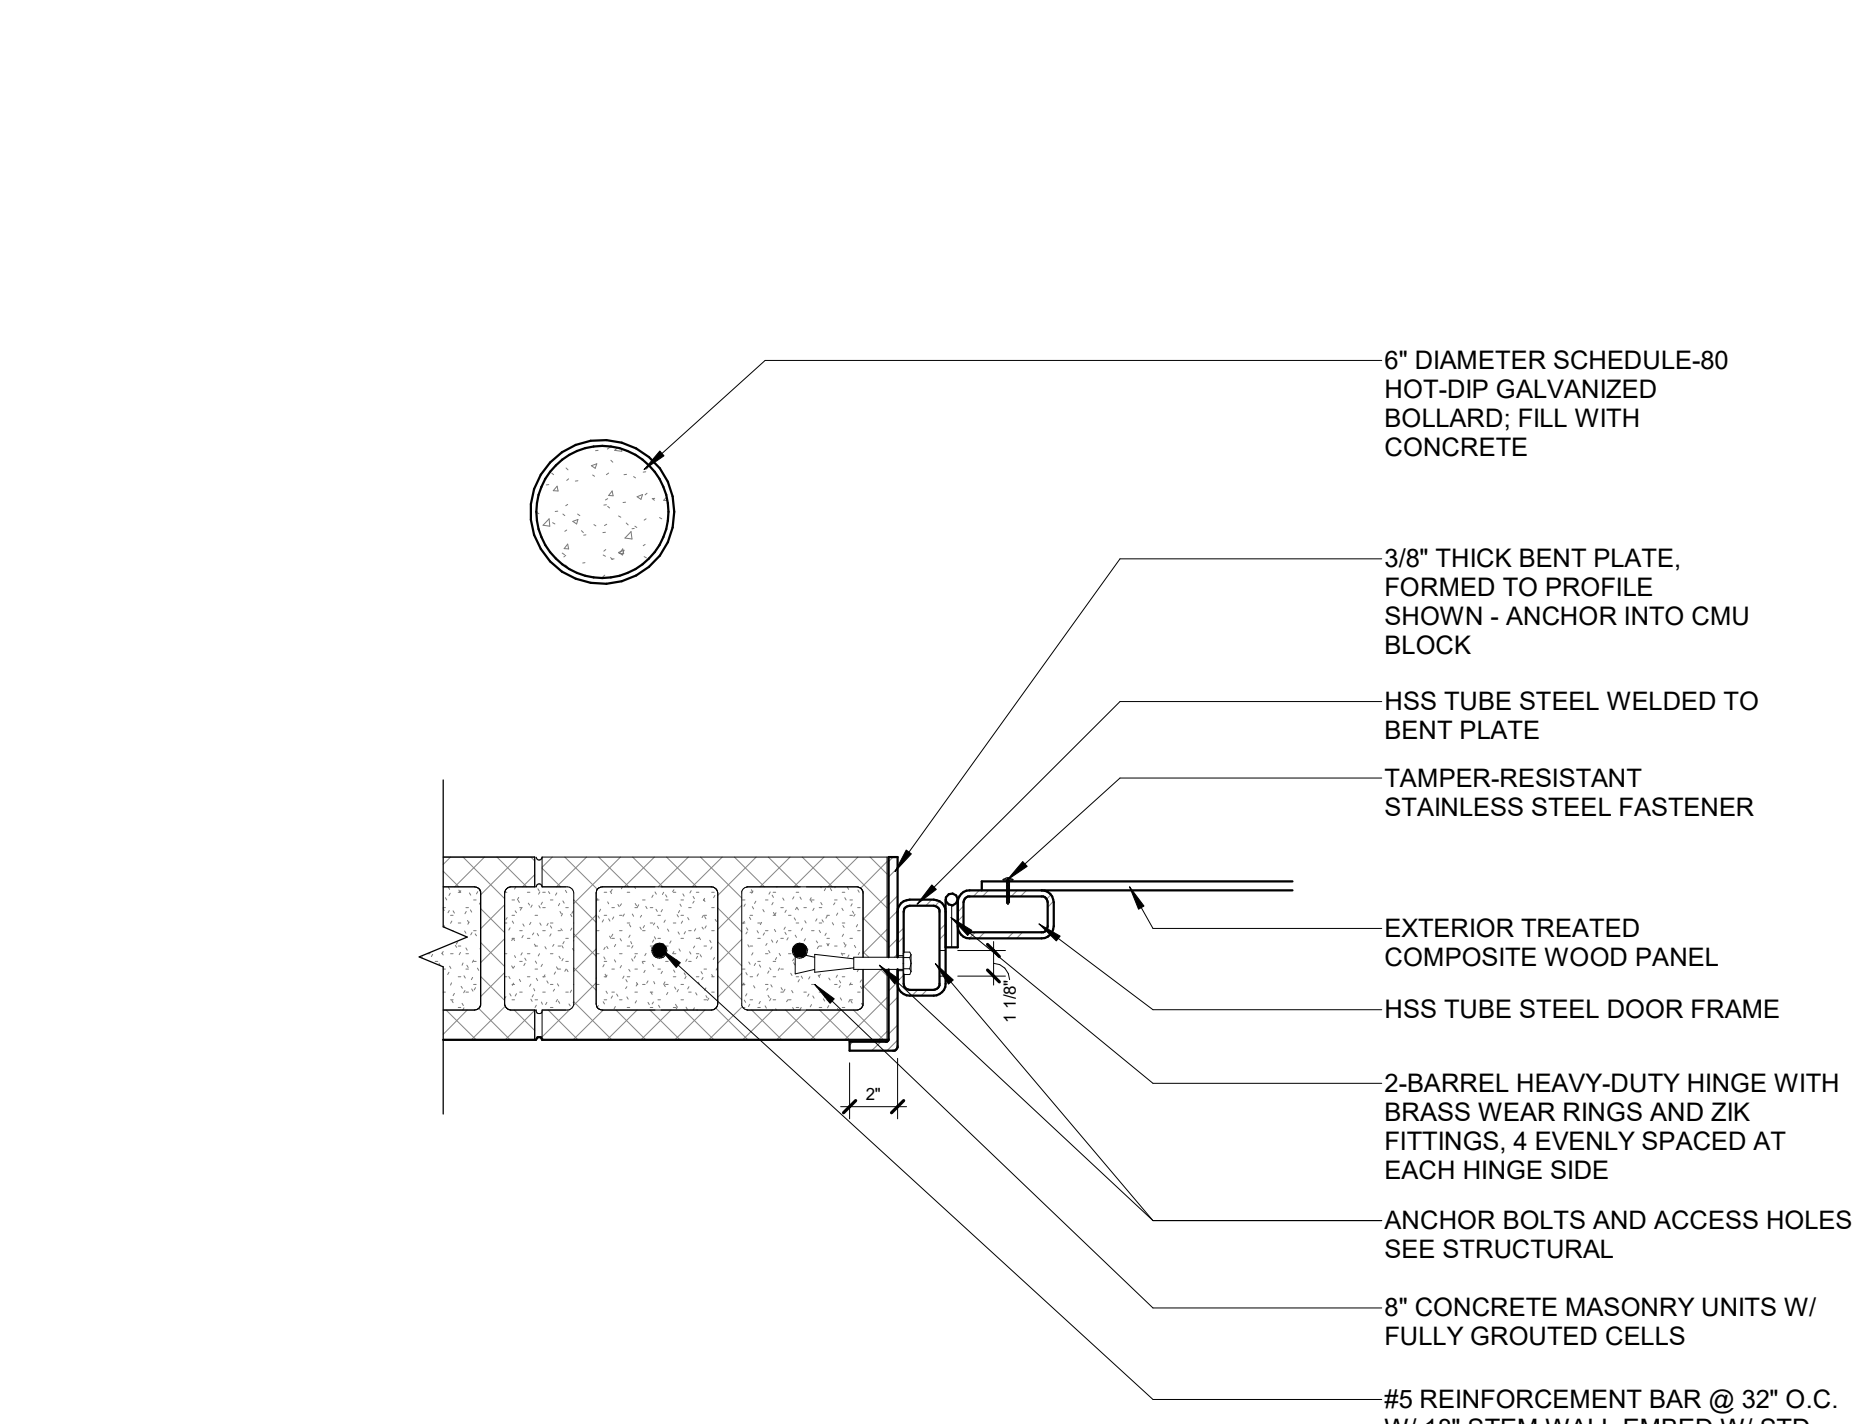 6" DIAMETER SCHEDULE-80
HOT-DIP GALVANIZED
BOLLARD; FILL WITH
CONCRETE
3/8" THICK BENT PLATE,
FORMED TO PROFILE
SHOWN - ANCHOR INTO CMU
BLOCK
HSS TUBE STEEL WELDED TO
BENT PLATE
TAMPER-RESISTANT
STAINLESS STEEL FASTENER
EXTERIOR TREATED
COMPOSITE WOOD PANEL
HSS TUBE STEEL DOOR FRAME
1 1/8"
2"
2-BARREL HEAVY-DUTY HINGE WITH
BRASS WEAR RINGS AND ZIK
FITTINGS, 4 EVENLY SPACED AT
EACH HINGE SIDE
ANCHOR BOLTS AND ACCESS HOLES
SEE STRUCTURAL
8" CONCRETE MASONRY UNITS W/
FULLY GROUTED CELLS
#5 REINFORCEMENT BAR @ 32" O.C.
STEM WALL EMBED W/ STD